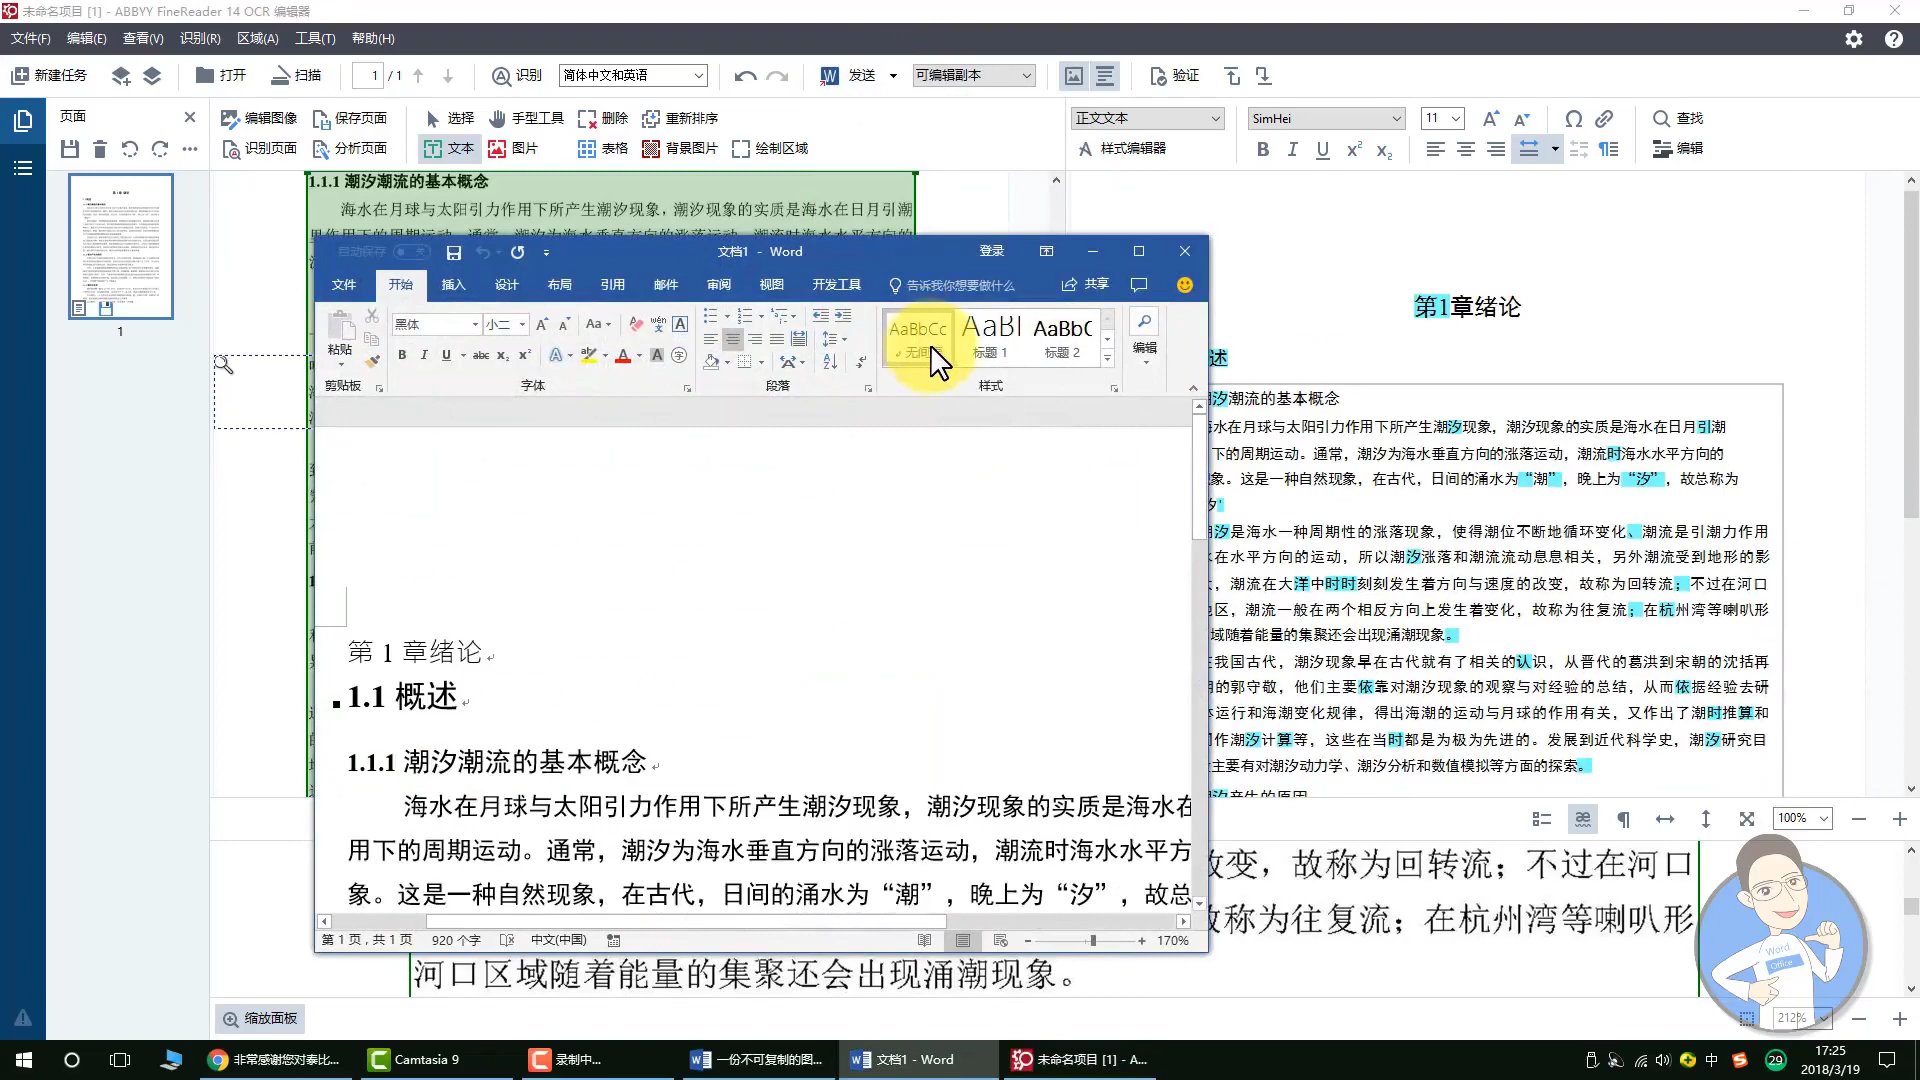 未命名项目 [1] - ABBYY FineReader 14 OCR 编辑器
文件(F) 编辑(E) 查看(V) 识别(R) 区域(A) 工具(T) 帮助(H)
新建任务 打开 扫描 1 / 1 识别 简体中文和英语 发送 可编辑副本 验证
页面
编辑图像 保存页面 选择 手型工具 删除 重新排序
识别页面 分析页面 文本 图片 表格 背景图片 绘制区域
正文文本 SimHei 11 查找
样式编辑器 编辑
1
1.1.1 潮汐潮流的基本概念
海水在月球与太阳引力作用下所产生潮汐现象，潮汐现象的实质是海水在日月引潮
自动保存 文档1 - Word 登录
文件 开始 插入 设计 布局 引用 邮件 审阅 视图 开发工具 告诉我你想要做什么 共享
粘贴 黑体 小二 AaBbCc AaBl AaBbC 编辑
标题 1 标题 2
剪贴板 字体 段落 样式
第 1 章绪论
1.1 概述
1.1.1 潮汐潮流的基本概念
海水在月球与太阳引力作用下所产生潮汐现象，潮汐现象的实质是海水在
用下的周期运动。通常，潮汐为海水垂直方向的涨落运动，潮流时海水水平方
象。这是一种自然现象，在古代，日间的涌水为“潮”，晚上为“汐”，故总
第 1 页，共 1 页 920 个字 中文(中国) 170%
第1章绪论
述
汐潮流的基本概念
水在月球与太阳引力作用下所产生潮汐现象，潮汐现象的实质是海水在日月引潮
下的周期运动。通常，潮汐为海水垂直方向的涨落运动，潮流时海水水平方向的
象。这是一种自然现象，在古代，日间的涌水为“潮”，晚上为“汐”，故总称为
汐'
汐是海水一种周期性的涨落现象，使得潮位不断地循环变化、潮流是引潮力作用
在水平方向的运动，所以潮汐涨落和潮流流动息息相关，另外潮流受到地形的影
，潮流在大洋中时时刻刻发生着方向与速度的改变，故称为回转流；不过在河口
区，潮流一般在两个相反方向上发生着变化，故称为往复流；在杭州湾等喇叭形
域随着能量的集聚还会出现涌潮现象。
我国古代，潮汐现象早在古代就有了相关的认识，从晋代的葛洪到宋朝的沈括再
的郭守敬，他们主要依靠对潮汐现象的观察与对经验的总结，从而依据经验去研
运行和海潮变化规律，得出海潮的运动与月球的作用有关，又作出了潮时推算和
作潮汐计算等，这些在当时都是为极为先进的。发展到近代科学史，潮汐研究目
主要有对潮汐动力学、潮汐分析和数值模拟等方面的探索。
100%
改变，故称为回转流；不过在河口
故称为往复流；在杭州湾等喇叭形
河口区域随着能量的集聚还会出现涌潮现象。
Word
Office
缩放面板 212%
非常感谢您对泰比... Camtasia 9 录制中... 一份不可复制的图... 文档1 - Word 未命名项目 [1] - A... 中 29 17:25
2018/3/19